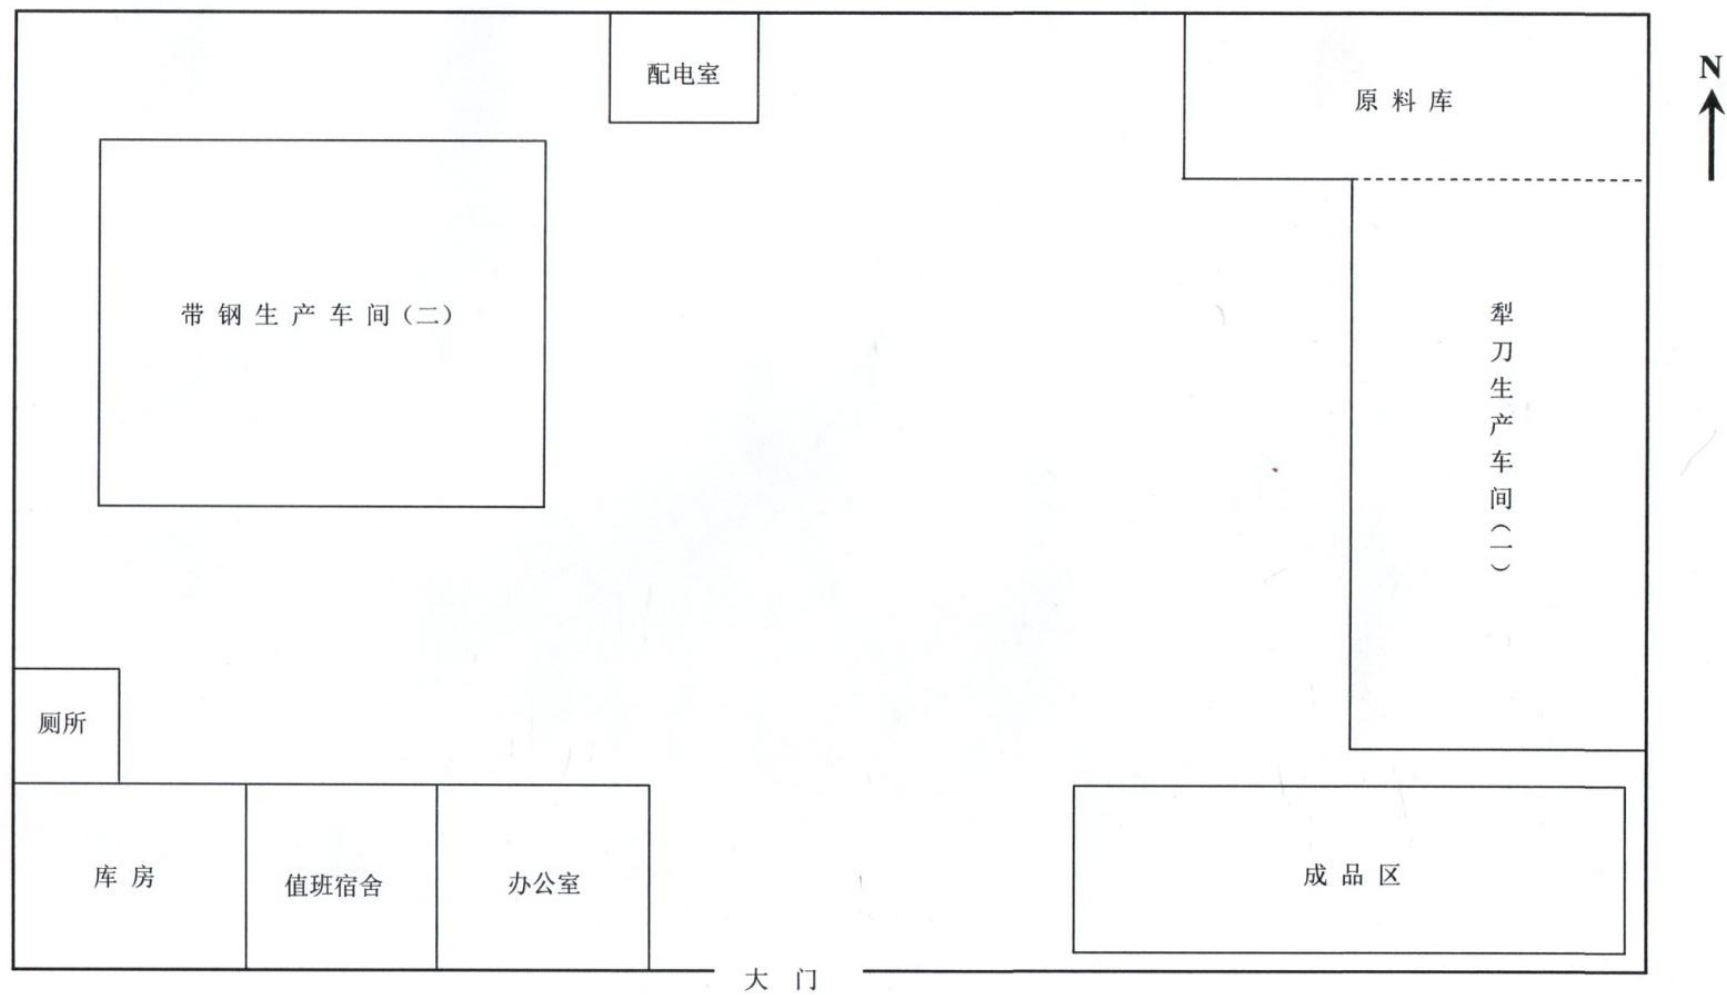 配电室
原料库
N
带钢生产车间（二）
犁刀生产车间（一）
厕所
库房
值班宿舍
办公室
成品区
大门